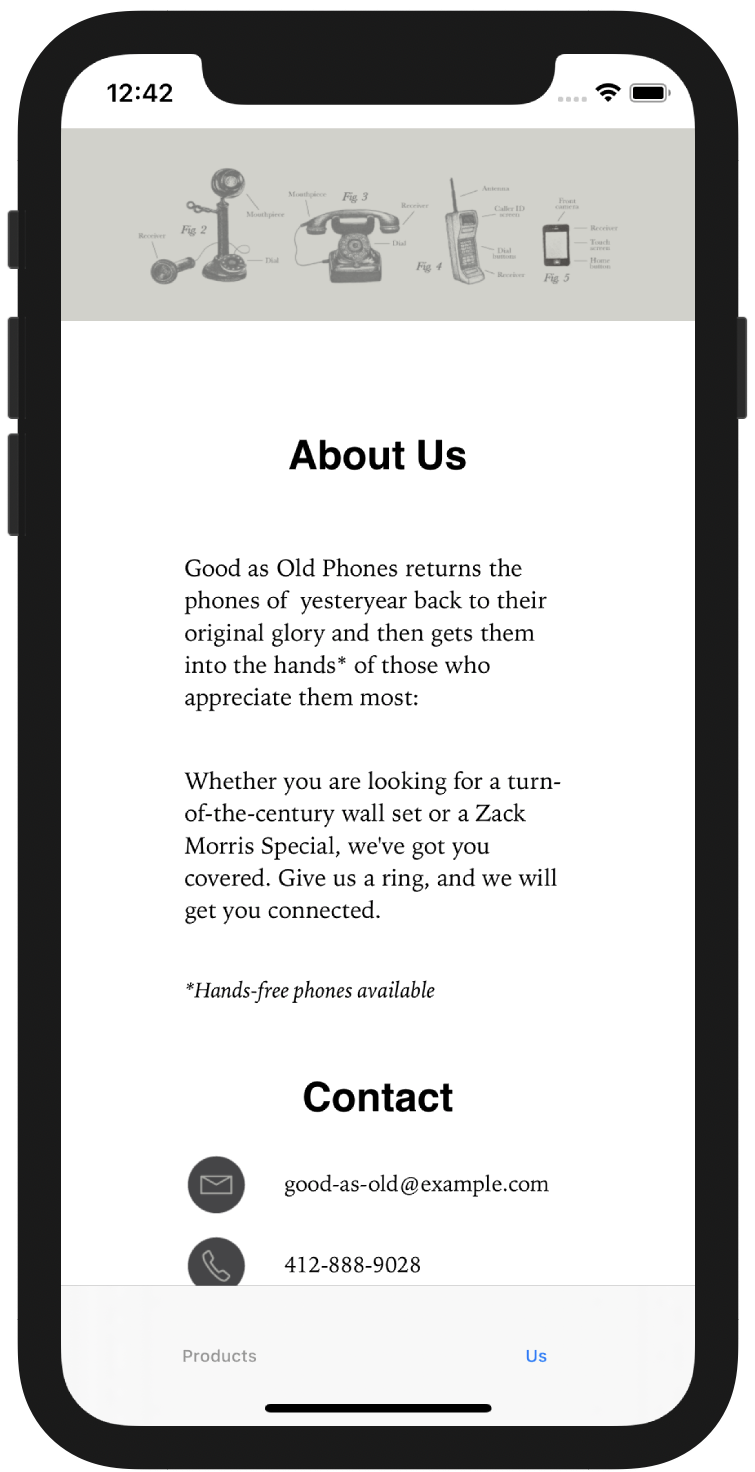 12:42
Mouthpiece
Fig. 2
Receiver
Dial
Mouthpiece
Fig. 3
Receiver
Dial
Antenna
Caller ID
screen
Dial
buttons
Fig. 4
Receiver
Front
camera
Receiver
Touch
screen
Home
button
Fig. 5
About Us
Good as Old Phones returns the
phones of  yesteryear back to their
original glory and then gets them
into the hands* of those who
appreciate them most:
Whether you are looking for a turn-
of-the-century wall set or a Zack
Morris Special, we've got you
covered. Give us a ring, and we will
get you connected.
*Hands-free phones available
Contact
good-as-old@example.com
412-888-9028
Products
Us